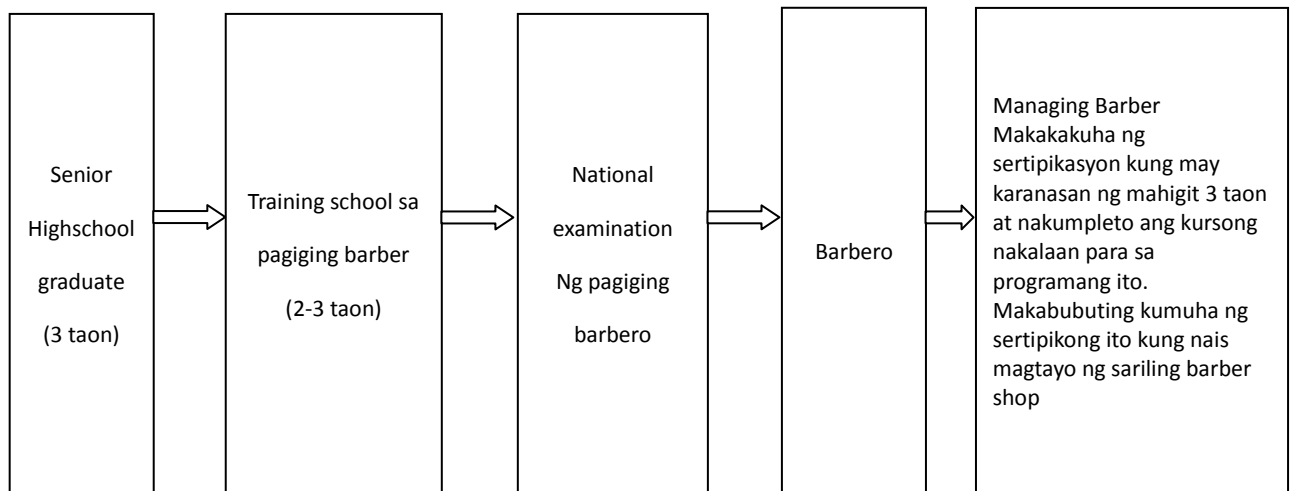 Senior
Highschool
graduate
(3 taon)
Training school sa
pagiging barber
(2-3 taon)
National
examination
Ng pagiging
barbero
Barbero
Managing Barber
Makakakuha ng
sertipikasyon kung may
karanasan ng mahigit 3 taon
at nakumpleto ang kursong
nakalaan para sa
programang ito.
Makabubuting kumuha ng
sertipikong ito kung nais
magtayo ng sariling barber
shop